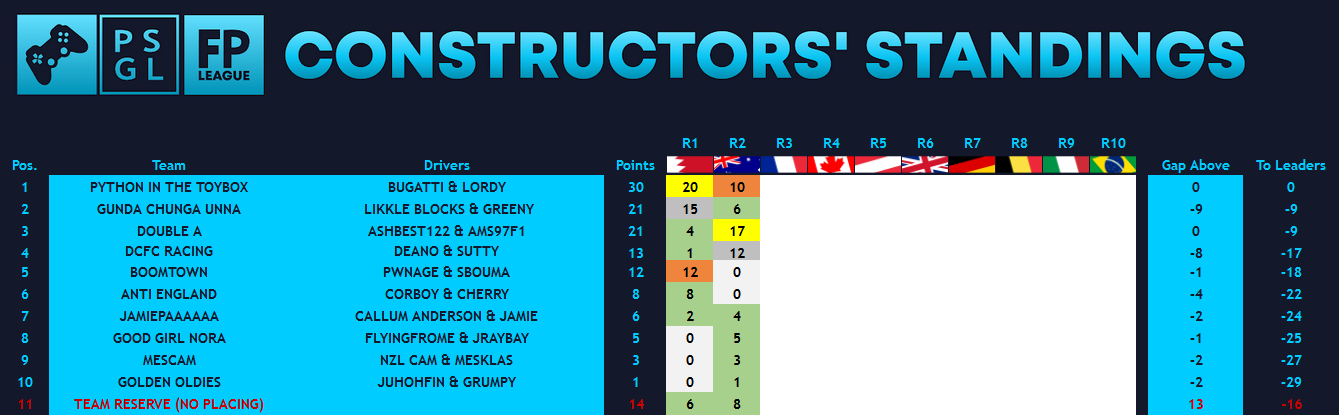 PS GL FP LEAGUE CONSTRUCTORS' STANDINGS
R1 R2 R3 R4 R5 R6 R7 R8 R9 R10
Pos. Team Drivers Points Gap Above To Leaders
1 PYTHON IN THE TOYBOX BUGATTI & LORDY 30 20 10 0 0
2 GUNDA CHUNGA UNNA LIKKLE BLOCKS & GREENY 21 15 6 -9 -9
3 DOUBLE A ASHBEST122 & AMS97F1 21 4 17 0 -9
4 DCFC RACING DEANO & SUTTY 13 1 12 -8 -17
5 BOOMTOWN PWNAGE & SBOUMA 12 12 0 -1 -18
6 ANTI ENGLAND CORBOY & CHERRY 8 8 0 -4 -22
7 JAMIEPAAAAAA CALLUM ANDERSON & JAMIE 6 2 4 -2 -24
8 GOOD GIRL NORA FLYINGFROME & JRAYBAY 5 0 5 -1 -25
9 MESCAM NZL CAM & MESKLAS 3 0 3 -2 -27
10 GOLDEN OLDIES JUHOHFIN & GRUMPY 1 0 1 -2 -29
11 TEAM RESERVE (NO PLACING) 14 6 8 13 -16